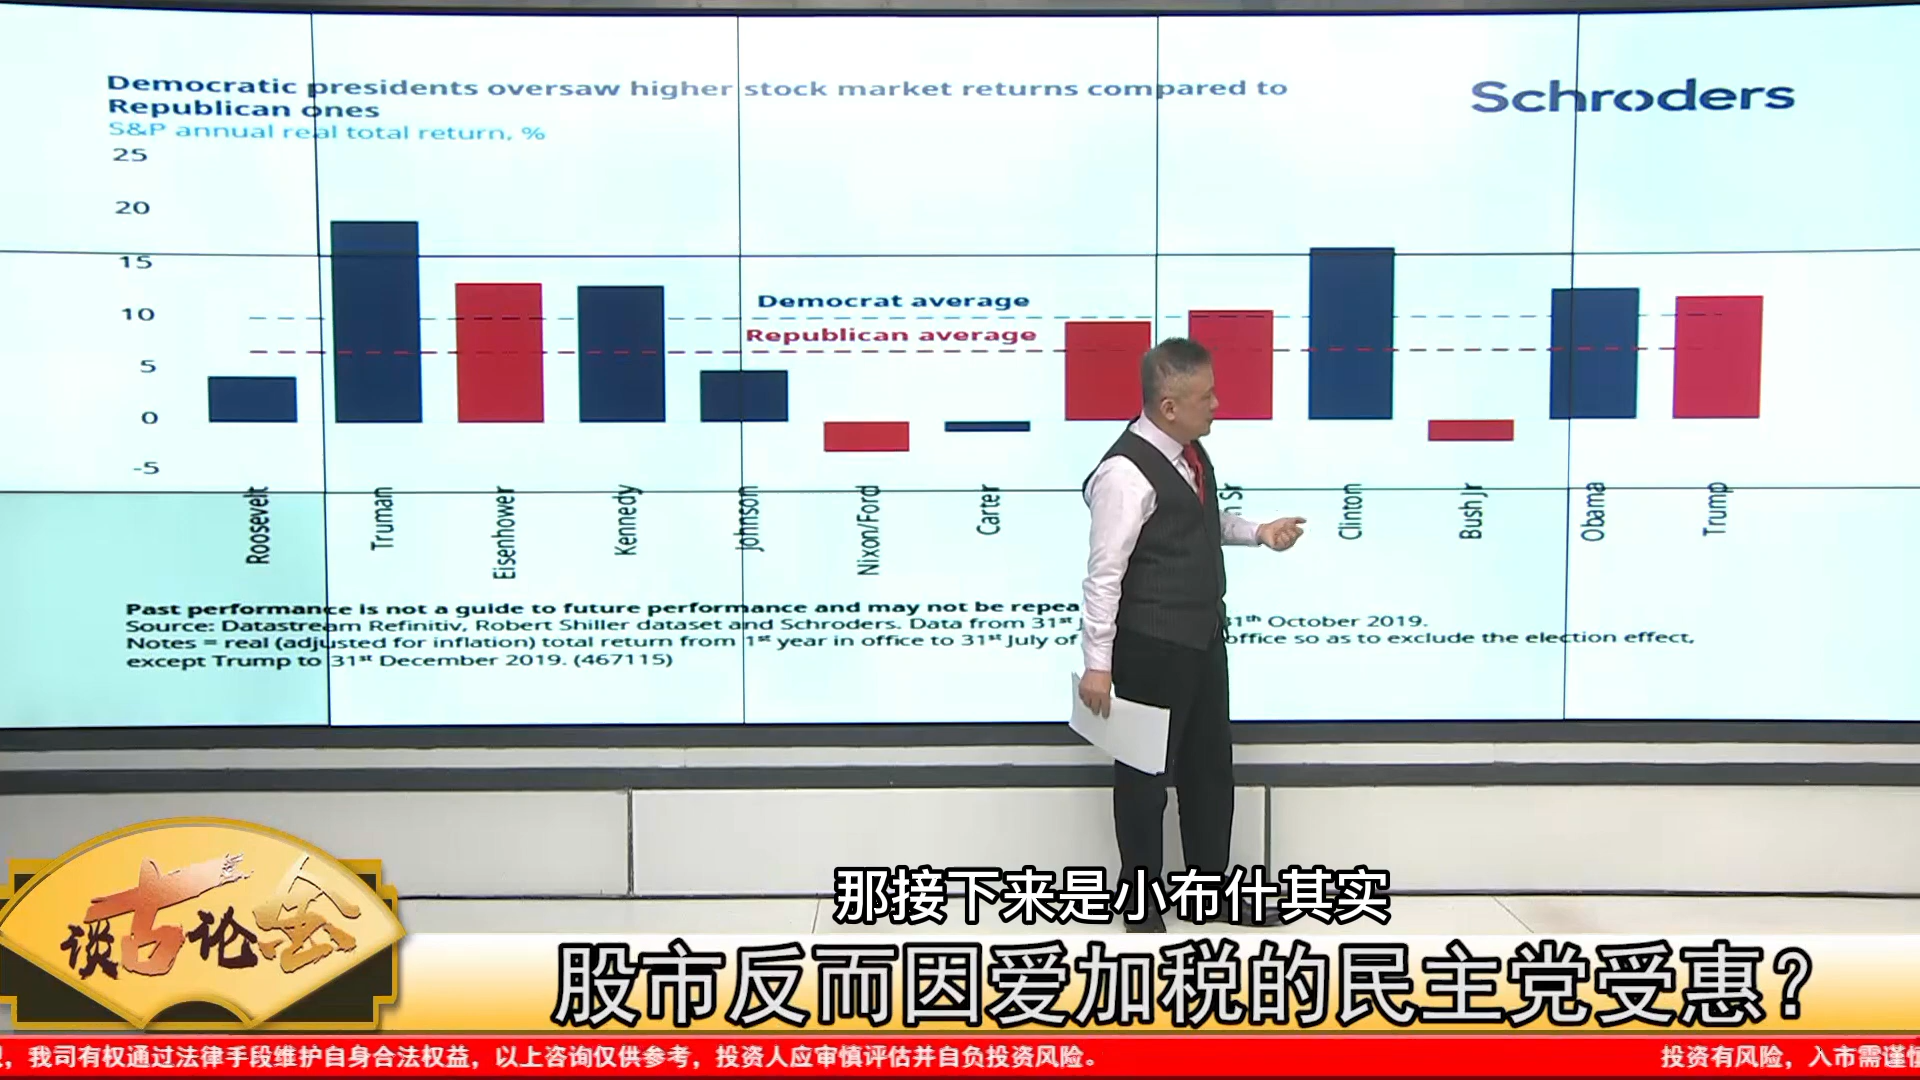 Democratic presidents oversaw higher stock market returns compared to
Republican ones
S&P annual real total return, %
Schroders
25
20
15
10
5
0
-5
Democrat average
Republican average
Roosevelt
Truman
Eisenhower
Kennedy
Johnson
Nixon/Ford
Carter
Sr
Clinton
Bush Jr
Obama
Trump
Past performance is not a guide to future performance and may not be repea
Source: Datastream Refinitiv, Robert Shiller dataset and Schroders. Data from 31st J 31th October 2019.
Notes = real (adjusted for inflation) total return from 1st year in office to 31st July of office so as to exclude the election effect,
except Trump to 31st December 2019. (467115)
那接下来是小布什其实
谈古论金
股市反而因爱加税的民主党受惠?
，我司有权通过法律手段维护自身合法权益，以上咨询仅供参考，投资人应审慎评估并自负投资风险。
投资有风险，入市需谨慎